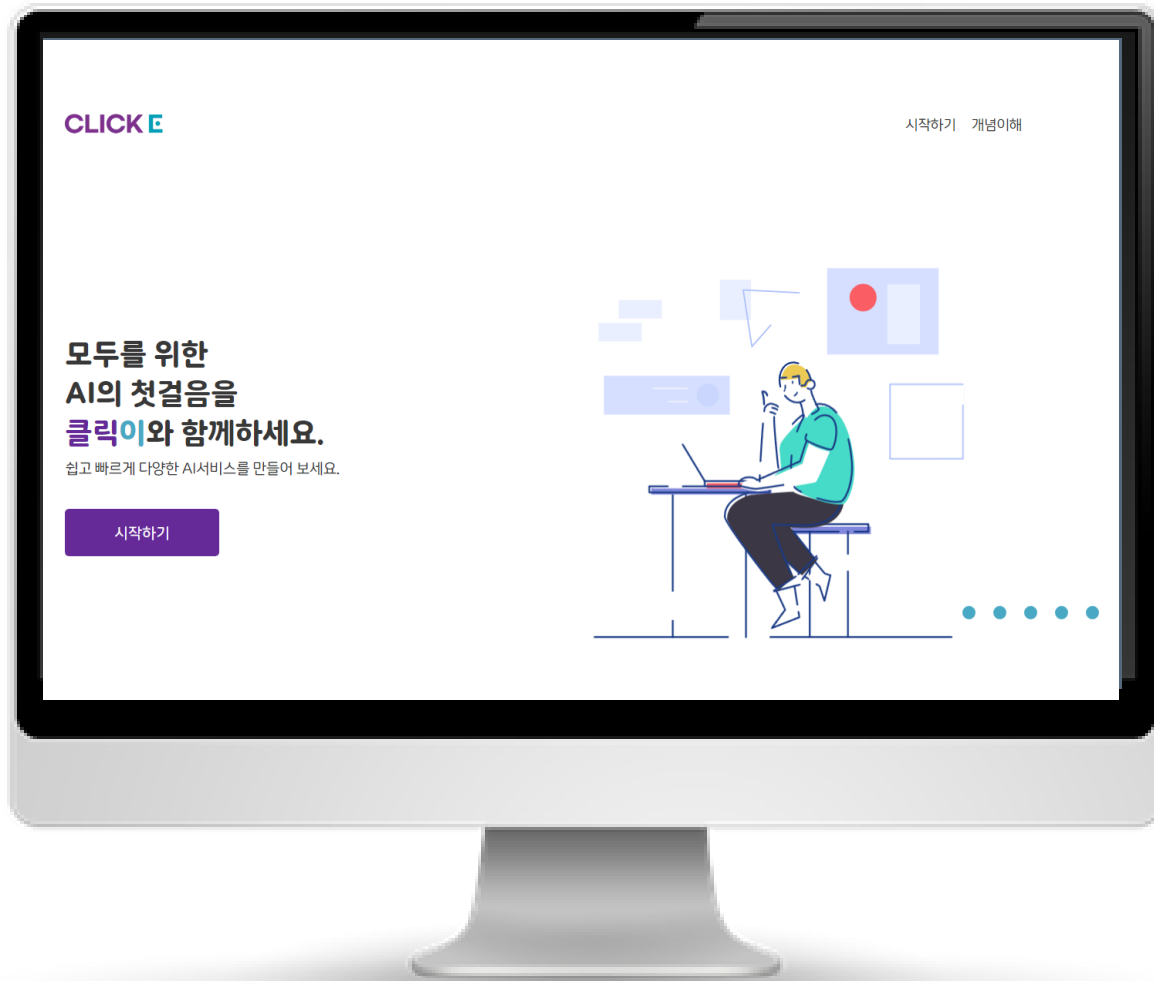 CLICK E
시작하기 개념이해
모두를 위한
AI의 첫걸음을
클릭이와 함께하세요.
쉽고 빠르게 다양한 AI서비스를 만들어 보세요.
시작하기